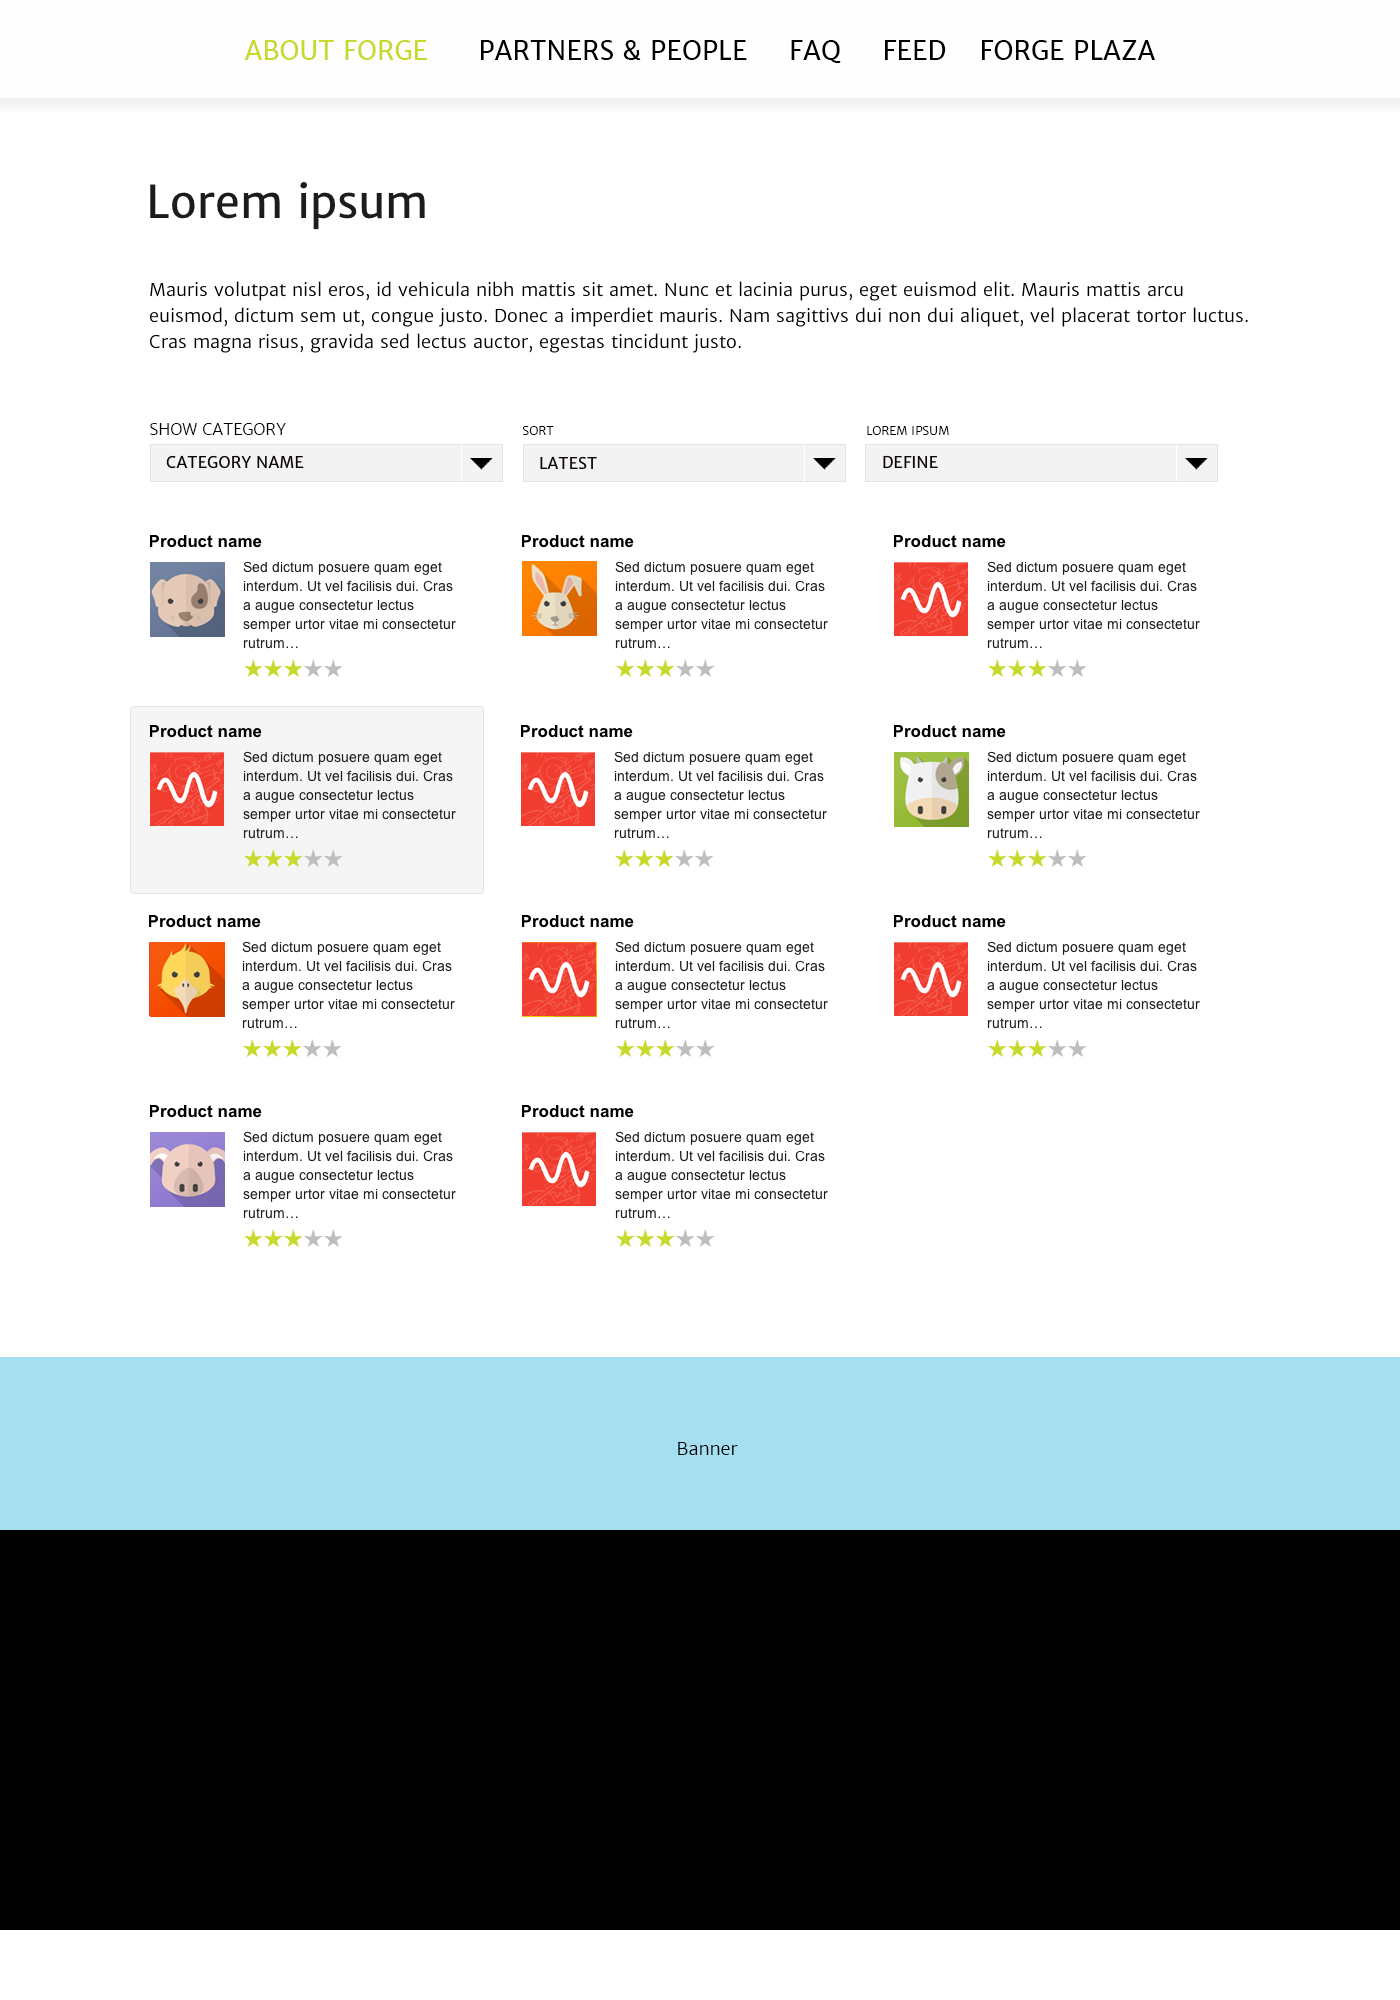 ABOUT FORGE PARTNERS & PEOPLE FAQ FEED FORGE PLAZA
Lorem ipsum
Mauris volutpat nisl eros, id vehicula nibh mattis sit amet. Nunc et lacinia purus, eget euismod elit. Mauris mattis arcu
euismod, dictum sem ut, congue justo. Donec a imperdiet mauris. Nam sagittivs dui non dui aliquet, vel placerat tortor luctus.
Cras magna risus, gravida sed lectus auctor, egestas tincidunt justo.
SHOW CATEGORY
CATEGORY NAME
SORT
LATEST
LOREM IPSUM
DEFINE
Product name
Sed dictum posuere quam eget
interdum. Ut vel facilisis dui. Cras
a augue consectetur lectus
semper urtor vitae mi consectetur
rutrum…
Product name
Sed dictum posuere quam eget
interdum. Ut vel facilisis dui. Cras
a augue consectetur lectus
semper urtor vitae mi consectetur
rutrum…
Product name
Sed dictum posuere quam eget
interdum. Ut vel facilisis dui. Cras
a augue consectetur lectus
semper urtor vitae mi consectetur
rutrum…
Product name
Sed dictum posuere quam eget
interdum. Ut vel facilisis dui. Cras
a augue consectetur lectus
semper urtor vitae mi consectetur
rutrum…
Product name
Sed dictum posuere quam eget
interdum. Ut vel facilisis dui. Cras
a augue consectetur lectus
semper urtor vitae mi consectetur
rutrum…
Product name
Sed dictum posuere quam eget
interdum. Ut vel facilisis dui. Cras
a augue consectetur lectus
semper urtor vitae mi consectetur
rutrum…
Product name
Sed dictum posuere quam eget
interdum. Ut vel facilisis dui. Cras
a augue consectetur lectus
semper urtor vitae mi consectetur
rutrum…
Product name
Sed dictum posuere quam eget
interdum. Ut vel facilisis dui. Cras
a augue consectetur lectus
semper urtor vitae mi consectetur
rutrum…
Product name
Sed dictum posuere quam eget
interdum. Ut vel facilisis dui. Cras
a augue consectetur lectus
semper urtor vitae mi consectetur
rutrum…
Product name
Sed dictum posuere quam eget
interdum. Ut vel facilisis dui. Cras
a augue consectetur lectus
semper urtor vitae mi consectetur
rutrum…
Product name
Sed dictum posuere quam eget
interdum. Ut vel facilisis dui. Cras
a augue consectetur lectus
semper urtor vitae mi consectetur
rutrum…
Banner